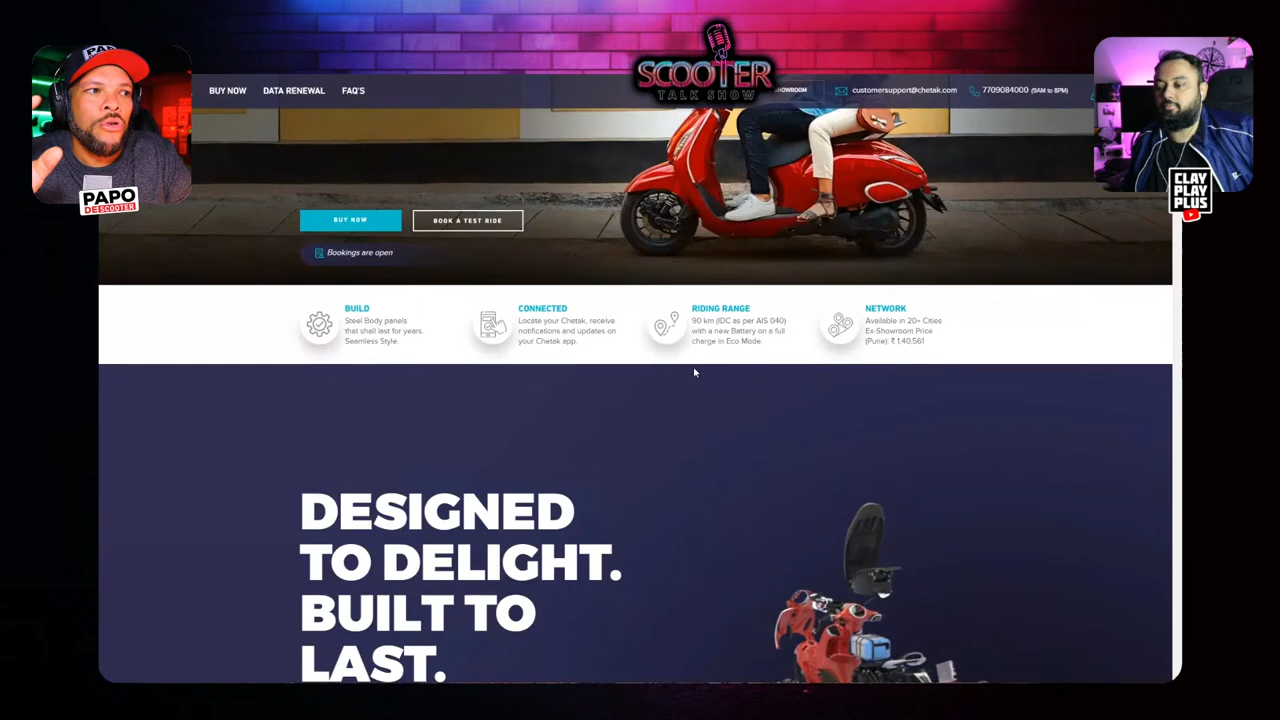 SCOOTER
TALK SHOW
PAP
PAPO
DE SCOOTER
CLAY
PLAY
PLUS
BUY NOW
DATA RENEWAL
FAQ'S
SHOWROOM
customersupport@chetak.com
7709084000 (9AM to 8PM)
BUY NOW
BOOK A TEST RIDE
Bookings are open
BUILD
Steel Body panels
that shall last for years.
Seamless Style.
CONNECTED
Locate your Chetak, receive
notifications and updates on
your Chetak app.
RIDING RANGE
90 km (IDC as per AIS 040)
with a new Battery on a full
charge in Eco Mode.
NETWORK
Available in 20+ Cities
Ex-Showroom Price
(Pune): ₹ 1,40,561
DESIGNED
TO DELIGHT.
BUILT TO
LAST.